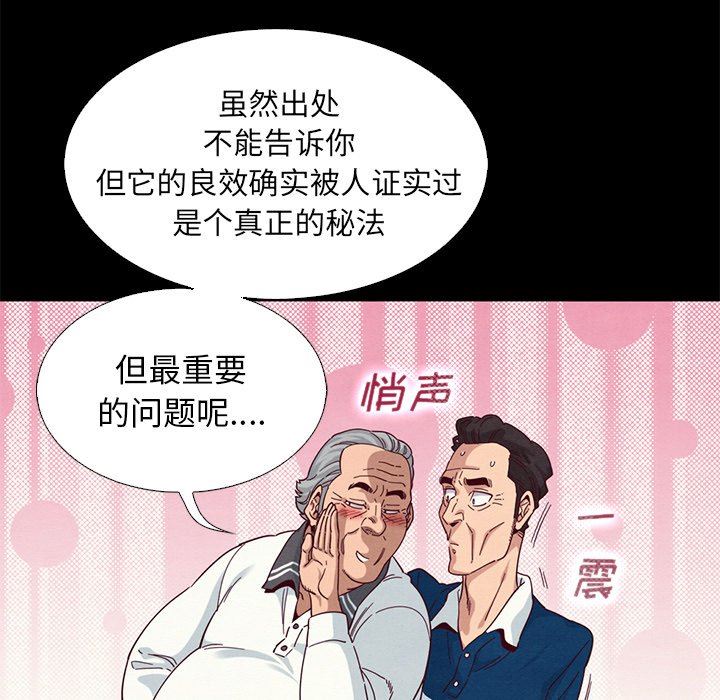 虽然出处
不能告诉你
但它的良效确实被人证实过
是个真正的秘法
但最重要
的问题呢....
悄声
一
震